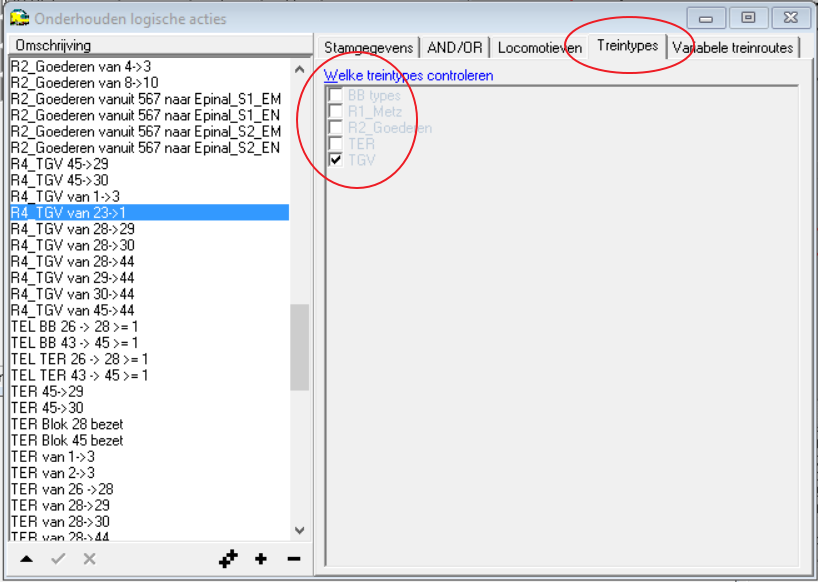 Onderhouden logische acties
Omschrijving
R2_Goederen van 4->3
R2_Goederen van 8->10
R2_Goederen vanuit 567 naar Epinal_S1_EM
R2_Goederen vanuit 567 naar Epinal_S1_EN
R2_Goederen vanuit 567 naar Epinal_S2_EM
R2_Goederen vanuit 567 naar Epinal_S2_EN
R4_TGV 45->29
R4_TGV 45->30
R4_TGV van 1->3
R4_TGV van 23->1
R4_TGV van 28->29
R4_TGV van 28->30
R4_TGV van 28->44
R4_TGV van 29->44
R4_TGV van 30->44
R4_TGV van 45->44
TEL BB 26 -> 28 >= 1
TEL BB 43 -> 45 >= 1
TEL TER 26 -> 28 >= 1
TEL TER 43 -> 45 >= 1
TER 45->29
TER 45->30
TER Blok 28 bezet
TER Blok 45 bezet
TER van 1->3
TER van 2->3
TER van 26 ->28
TER van 28->29
TER van 28->30
TER van 28->44
Stamgegevens AND/OR Locomotieven Treintypes Variabele treinroutes
Welke treintypes controleren
BB types
R1_Metz
R2_Goederen
TER
TGV